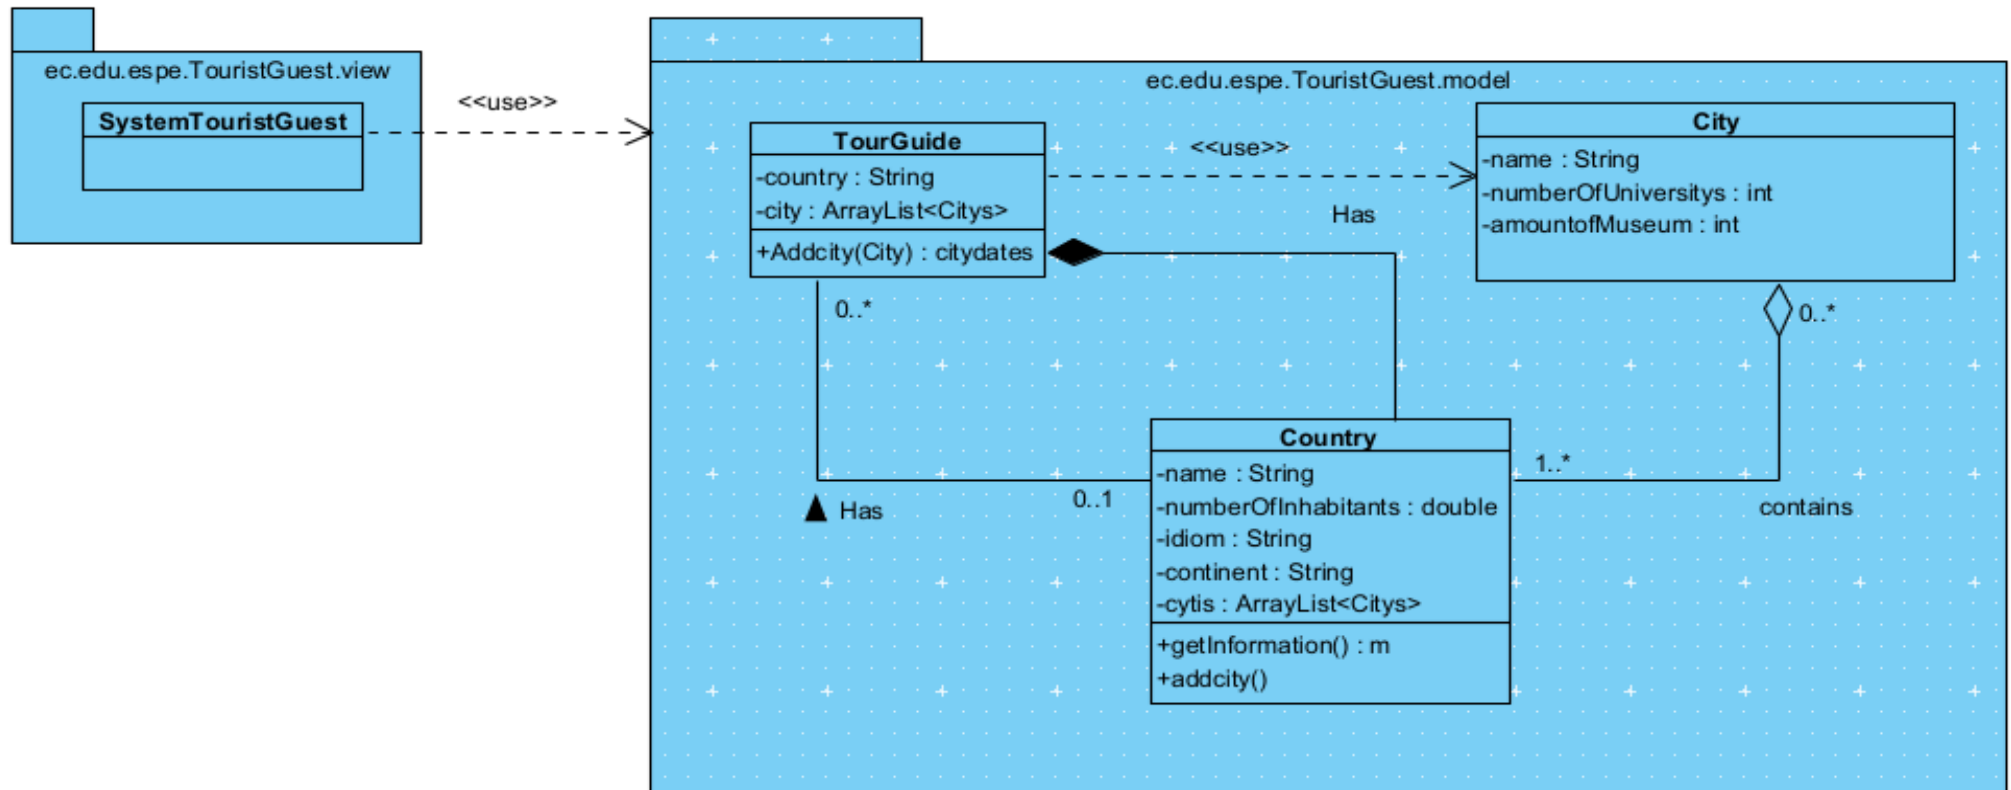 ec.edu.espe.TouristGuest.view
SystemTouristGuest
<<use>>
ec.edu.espe.TouristGuest.model
TourGuide
-country : String
-city : ArrayList<Citys>
+Addcity(City) : citydates
<<use>>
Has
City
-name : String
-numberOfUniversitys : int
-amountofMuseum : int
0..*
0..*
Country
-name : String
-numberOfInhabitants : double
-idiom : String
-continent : String
-cytis : ArrayList<Citys>
+getInformation() : m
+addcity()
1..*
0..1
Has
contains